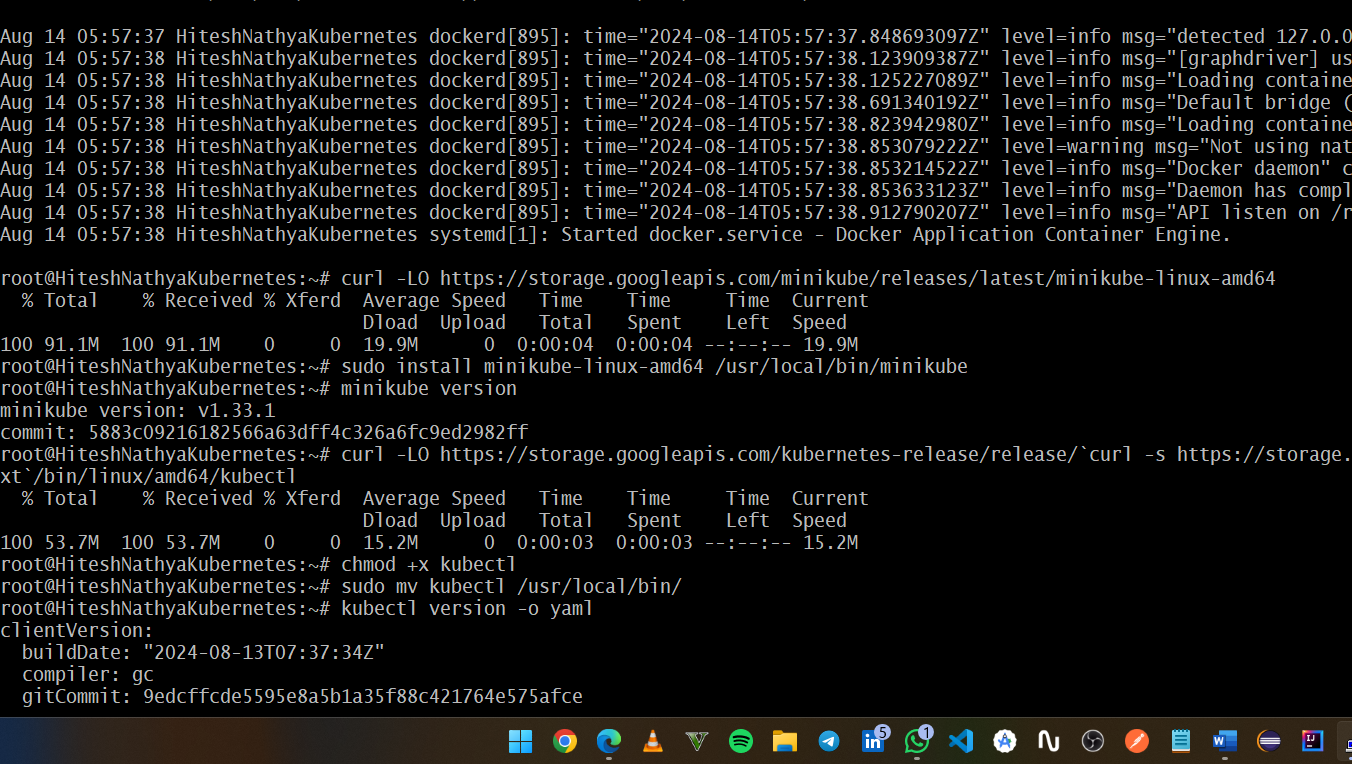 Aug 14 05:57:37 HiteshNathyaKubernetes dockerd[895]: time="2024-08-14T05:57:37.848693097Z" level=info msg="detected 127.0.0
Aug 14 05:57:38 HiteshNathyaKubernetes dockerd[895]: time="2024-08-14T05:57:38.123909387Z" level=info msg="[graphdriver] us
Aug 14 05:57:38 HiteshNathyaKubernetes dockerd[895]: time="2024-08-14T05:57:38.125227089Z" level=info msg="Loading containe
Aug 14 05:57:38 HiteshNathyaKubernetes dockerd[895]: time="2024-08-14T05:57:38.691340192Z" level=info msg="Default bridge (
Aug 14 05:57:38 HiteshNathyaKubernetes dockerd[895]: time="2024-08-14T05:57:38.823942980Z" level=info msg="Loading containe
Aug 14 05:57:38 HiteshNathyaKubernetes dockerd[895]: time="2024-08-14T05:57:38.853079222Z" level=warning msg="Not using nat
Aug 14 05:57:38 HiteshNathyaKubernetes dockerd[895]: time="2024-08-14T05:57:38.853214522Z" level=info msg="Docker daemon" c
Aug 14 05:57:38 HiteshNathyaKubernetes dockerd[895]: time="2024-08-14T05:57:38.853633123Z" level=info msg="Daemon has compl
Aug 14 05:57:38 HiteshNathyaKubernetes dockerd[895]: time="2024-08-14T05:57:38.912790207Z" level=info msg="API listen on /r
Aug 14 05:57:38 HiteshNathyaKubernetes systemd[1]: Started docker.service - Docker Application Container Engine.
root@HiteshNathyaKubernetes:~# curl -LO https://storage.googleapis.com/minikube/releases/latest/minikube-linux-amd64
% Total % Received % Xferd Average Speed Time Time Time Current
Dload Upload Total Spent Left Speed
100 91.1M 100 91.1M 0 0 19.9M 0 0:00:04 0:00:04 --:--:-- 19.9M
root@HiteshNathyaKubernetes:~# sudo install minikube-linux-amd64 /usr/local/bin/minikube
root@HiteshNathyaKubernetes:~# minikube version
minikube version: v1.33.1
commit: 5883c09216182566a63dff4c326a6fc9ed2982ff
root@HiteshNathyaKubernetes:~# curl -LO https://storage.googleapis.com/kubernetes-release/release/`curl -s https://storage.
xt`/bin/linux/amd64/kubectl
% Total % Received % Xferd Average Speed Time Time Time Current
Dload Upload Total Spent Left Speed
100 53.7M 100 53.7M 0 0 15.2M 0 0:00:03 0:00:03 --:--:-- 15.2M
root@HiteshNathyaKubernetes:~# chmod +x kubectl
root@HiteshNathyaKubernetes:~# sudo mv kubectl /usr/local/bin/
root@HiteshNathyaKubernetes:~# kubectl version -o yaml
clientVersion:
buildDate: "2024-08-13T07:37:34Z"
compiler: gc
gitCommit: 9edcffcde5595e8a5b1a35f88c421764e575afce
5 1